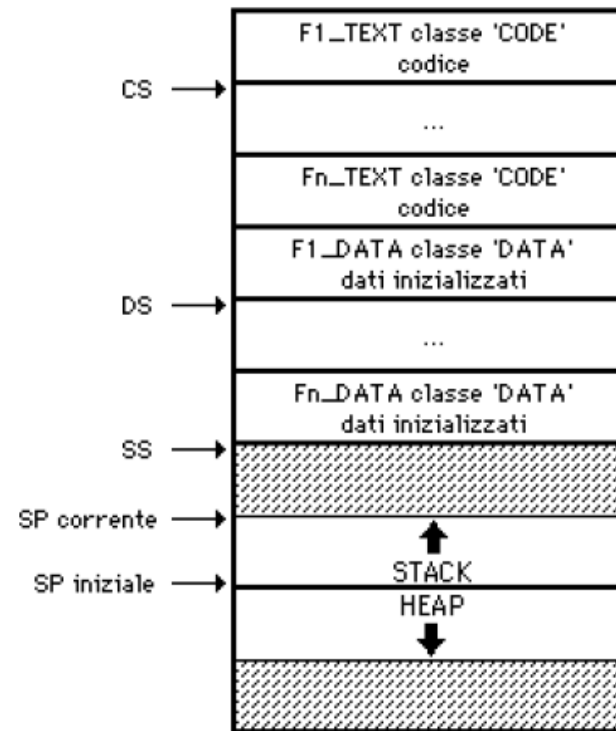 F1_TEXT classe 'CODE'
codice
CS
...
Fn_TEXT classe 'CODE'
codice
F1_DATA classe 'DATA'
dati inizializzati
DS
...
Fn_DATA classe 'DATA'
dati inizializzati
SS
SP corrente
STACK
SP iniziale
HEAP